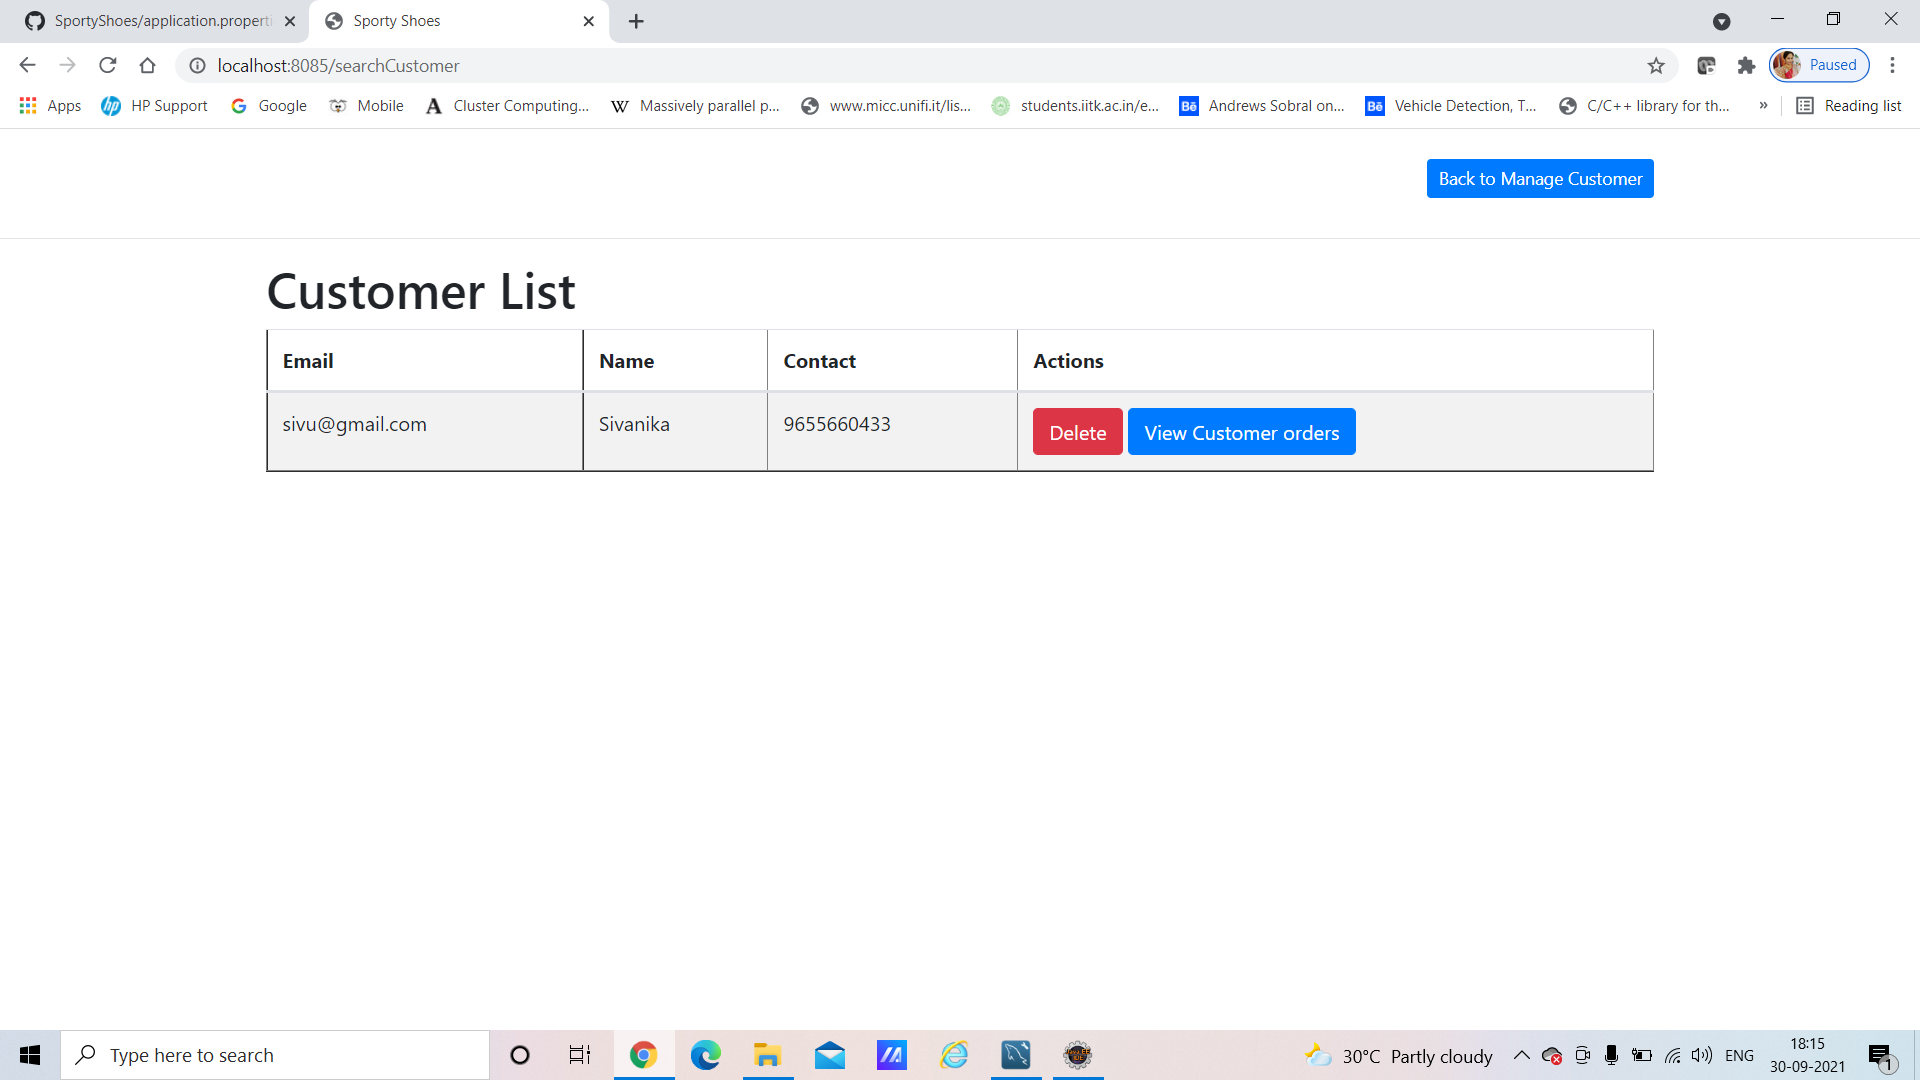 SportyShoes/application.properti
Sporty Shoes
localhost:8085/searchCustomer
Paused
Apps
HP Support
Google
Mobile
Cluster Computing...
Massively parallel p...
www.micc.unifi.it/lis...
students.iitk.ac.in/e...
Andrews Sobral on...
Vehicle Detection, T...
C/C++ library for th...
»
Reading list
Back to Manage Customer
Customer List
Email Name Contact Actions
sivu@gmail.com Sivanika 9655660433 Delete View Customer orders
Type here to search
30°C Partly cloudy
ENG
18:15
30-09-2021
1